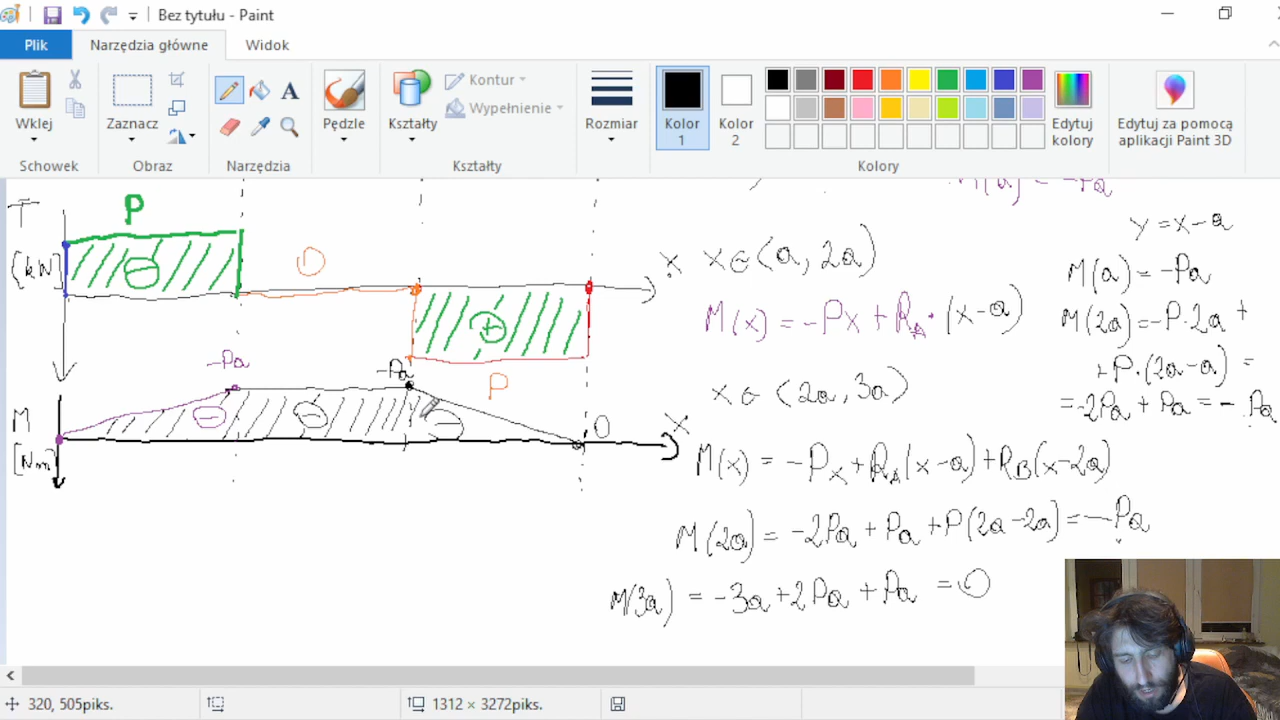 Bez tytułu - Paint
Plik Narzędzia główne Widok
Wklej
Schowek
Zaznacz
Obraz
Narzędzia
Pędzle
Kształty
Kontur
Wypełnienie
Kształty
Rozmiar
Kolor 1
Kolor 2
Edytuj kolory
Kolory
Edytuj za pomocą aplikacji Paint 3D
T
[kN]
P
⊖
O
x
⊕
P
M
[Nm]
-Pa
-Pa
⊖
⊖
⊖
O
x
M(a) = -Pa
x∈(a, 2a)
M(x) = -Px + R_A·(x-a)
x∈(2a, 3a)
M(x) = -Px + R_A(x-a) + R_B(x-2a)
M(2a) = -2Pa + Pa + P(2a-2a) = -Pa
M(3a) = -3a + 2Pa + Pa = 0
y = x-a
M(a) = -Pa
M(2a) = -P·2a +
+ P·(2a-a) =
= -2Pa + Pa = -Pa
320, 505piks.
1312 × 3272piks.